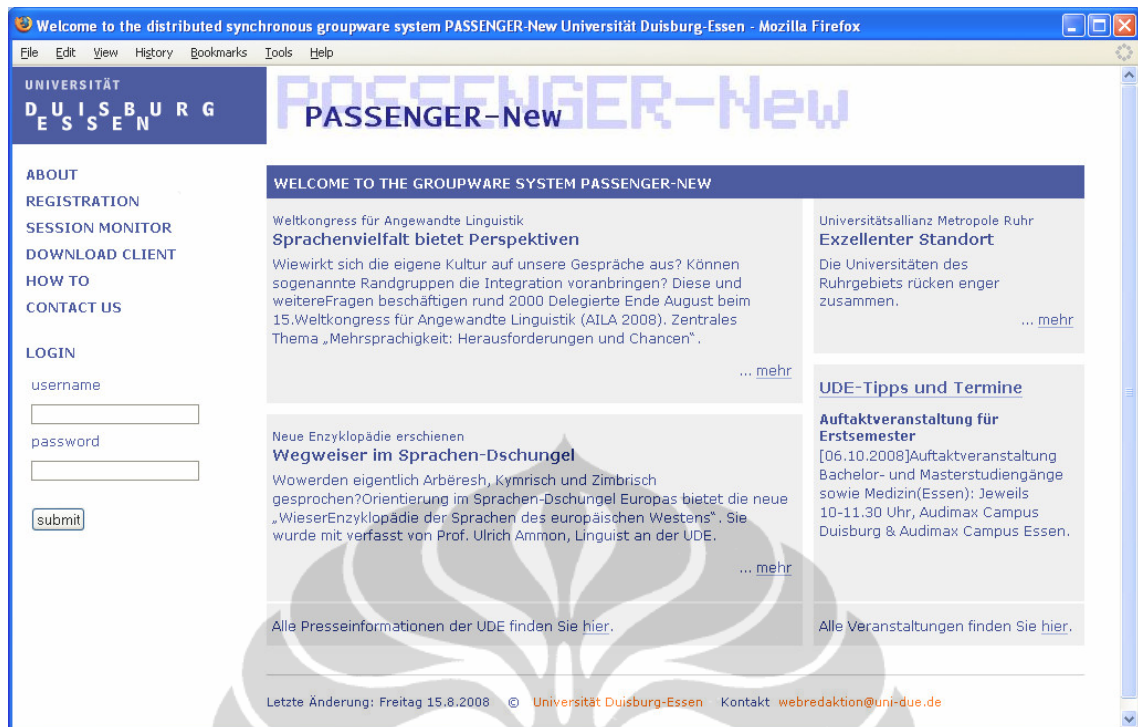 Welcome to the distributed synchronous groupware system PASSENGER-New Universität Duisburg-Essen - Mozilla Firefox
File Edit View History Bookmarks Tools Help
UNIVERSITÄT
DUISBURG
ESSEN
PASSENGER-New
PASSENGER-New
ABOUT
REGISTRATION
SESSION MONITOR
DOWNLOAD CLIENT
HOW TO
CONTACT US
LOGIN
username
password
submit
WELCOME TO THE GROUPWARE SYSTEM PASSENGER-NEW
Weltkongress für Angewandte Linguistik
Sprachenvielfalt bietet Perspektiven
Wiewirkt sich die eigene Kultur auf unsere Gespräche aus? Können
sogenannte Randgruppen die Integration voranbringen? Diese und
weitereFragen beschäftigen rund 2000 Delegierte Ende August beim
15.Weltkongress für Angewandte Linguistik (AILA 2008). Zentrales
Thema „Mehrsprachigkeit: Herausforderungen und Chancen".
... mehr
Neue Enzyklopädie erschienen
Wegweiser im Sprachen-Dschungel
Wowerden eigentlich Arbëresh, Kymrisch und Zimbrisch
gesprochen?Orientierung im Sprachen-Dschungel Europas bietet die neue
„WieserEnzyklopädie der Sprachen des europäischen Westens". Sie
wurde mit verfasst von Prof. Ulrich Ammon, Linguist an der UDE.
... mehr
Alle Presseinformationen der UDE finden Sie hier.
Universitätsallianz Metropole Ruhr
Exzellenter Standort
Die Universitäten des
Ruhrgebiets rücken enger
zusammen.
... mehr
UDE-Tipps und Termine
Auftaktveranstaltung für
Erstsemester
[06.10.2008]Auftaktveranstaltung
Bachelor- und Masterstudiengänge
sowie Medizin(Essen): Jeweils
10-11.30 Uhr, Audimax Campus
Duisburg & Audimax Campus Essen.
Alle Veranstaltungen finden Sie hier.
Letzte Änderung: Freitag 15.8.2008 © Universität Duisburg-Essen Kontakt webredaktion@uni-due.de